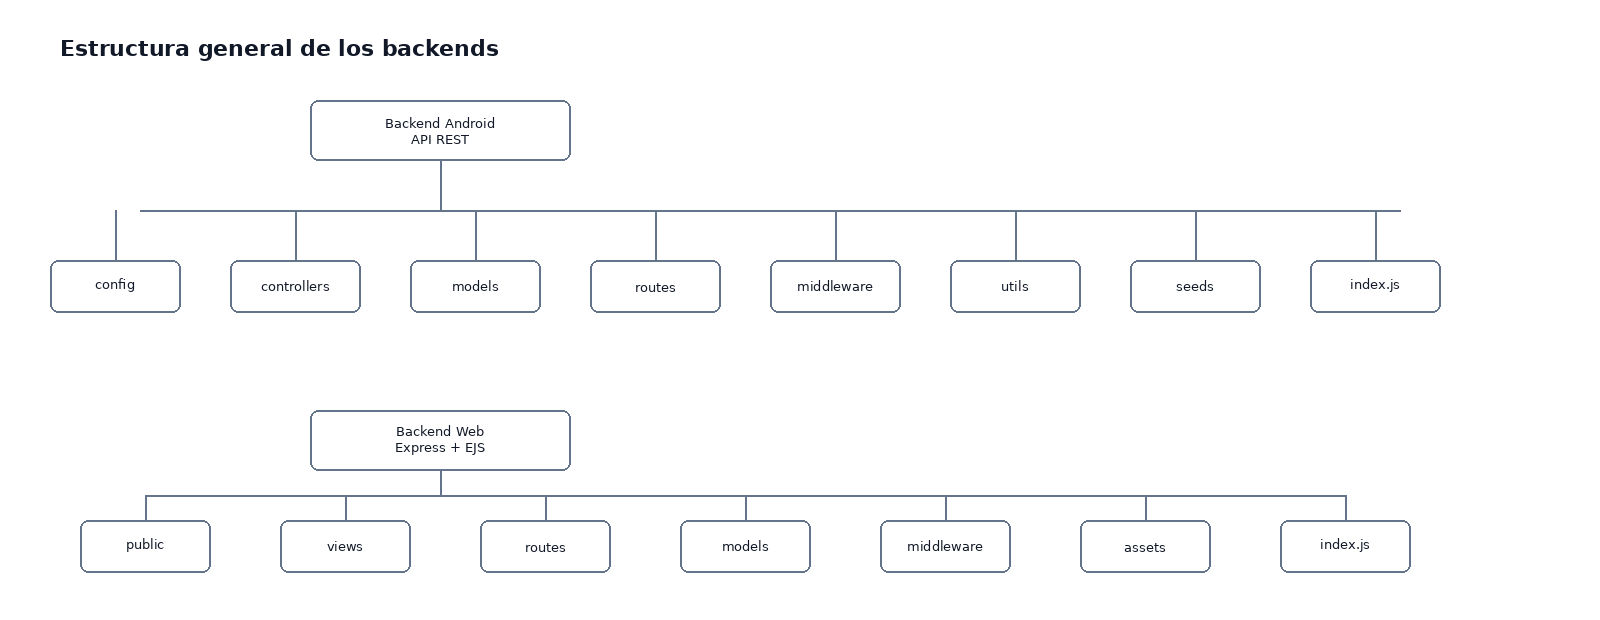 Estructura general de los backends
Backend Android
API REST
config
controllers
models
routes
middleware
utils
seeds
index.js
Backend Web
Express + EJS
public
views
routes
models
middleware
assets
index.js